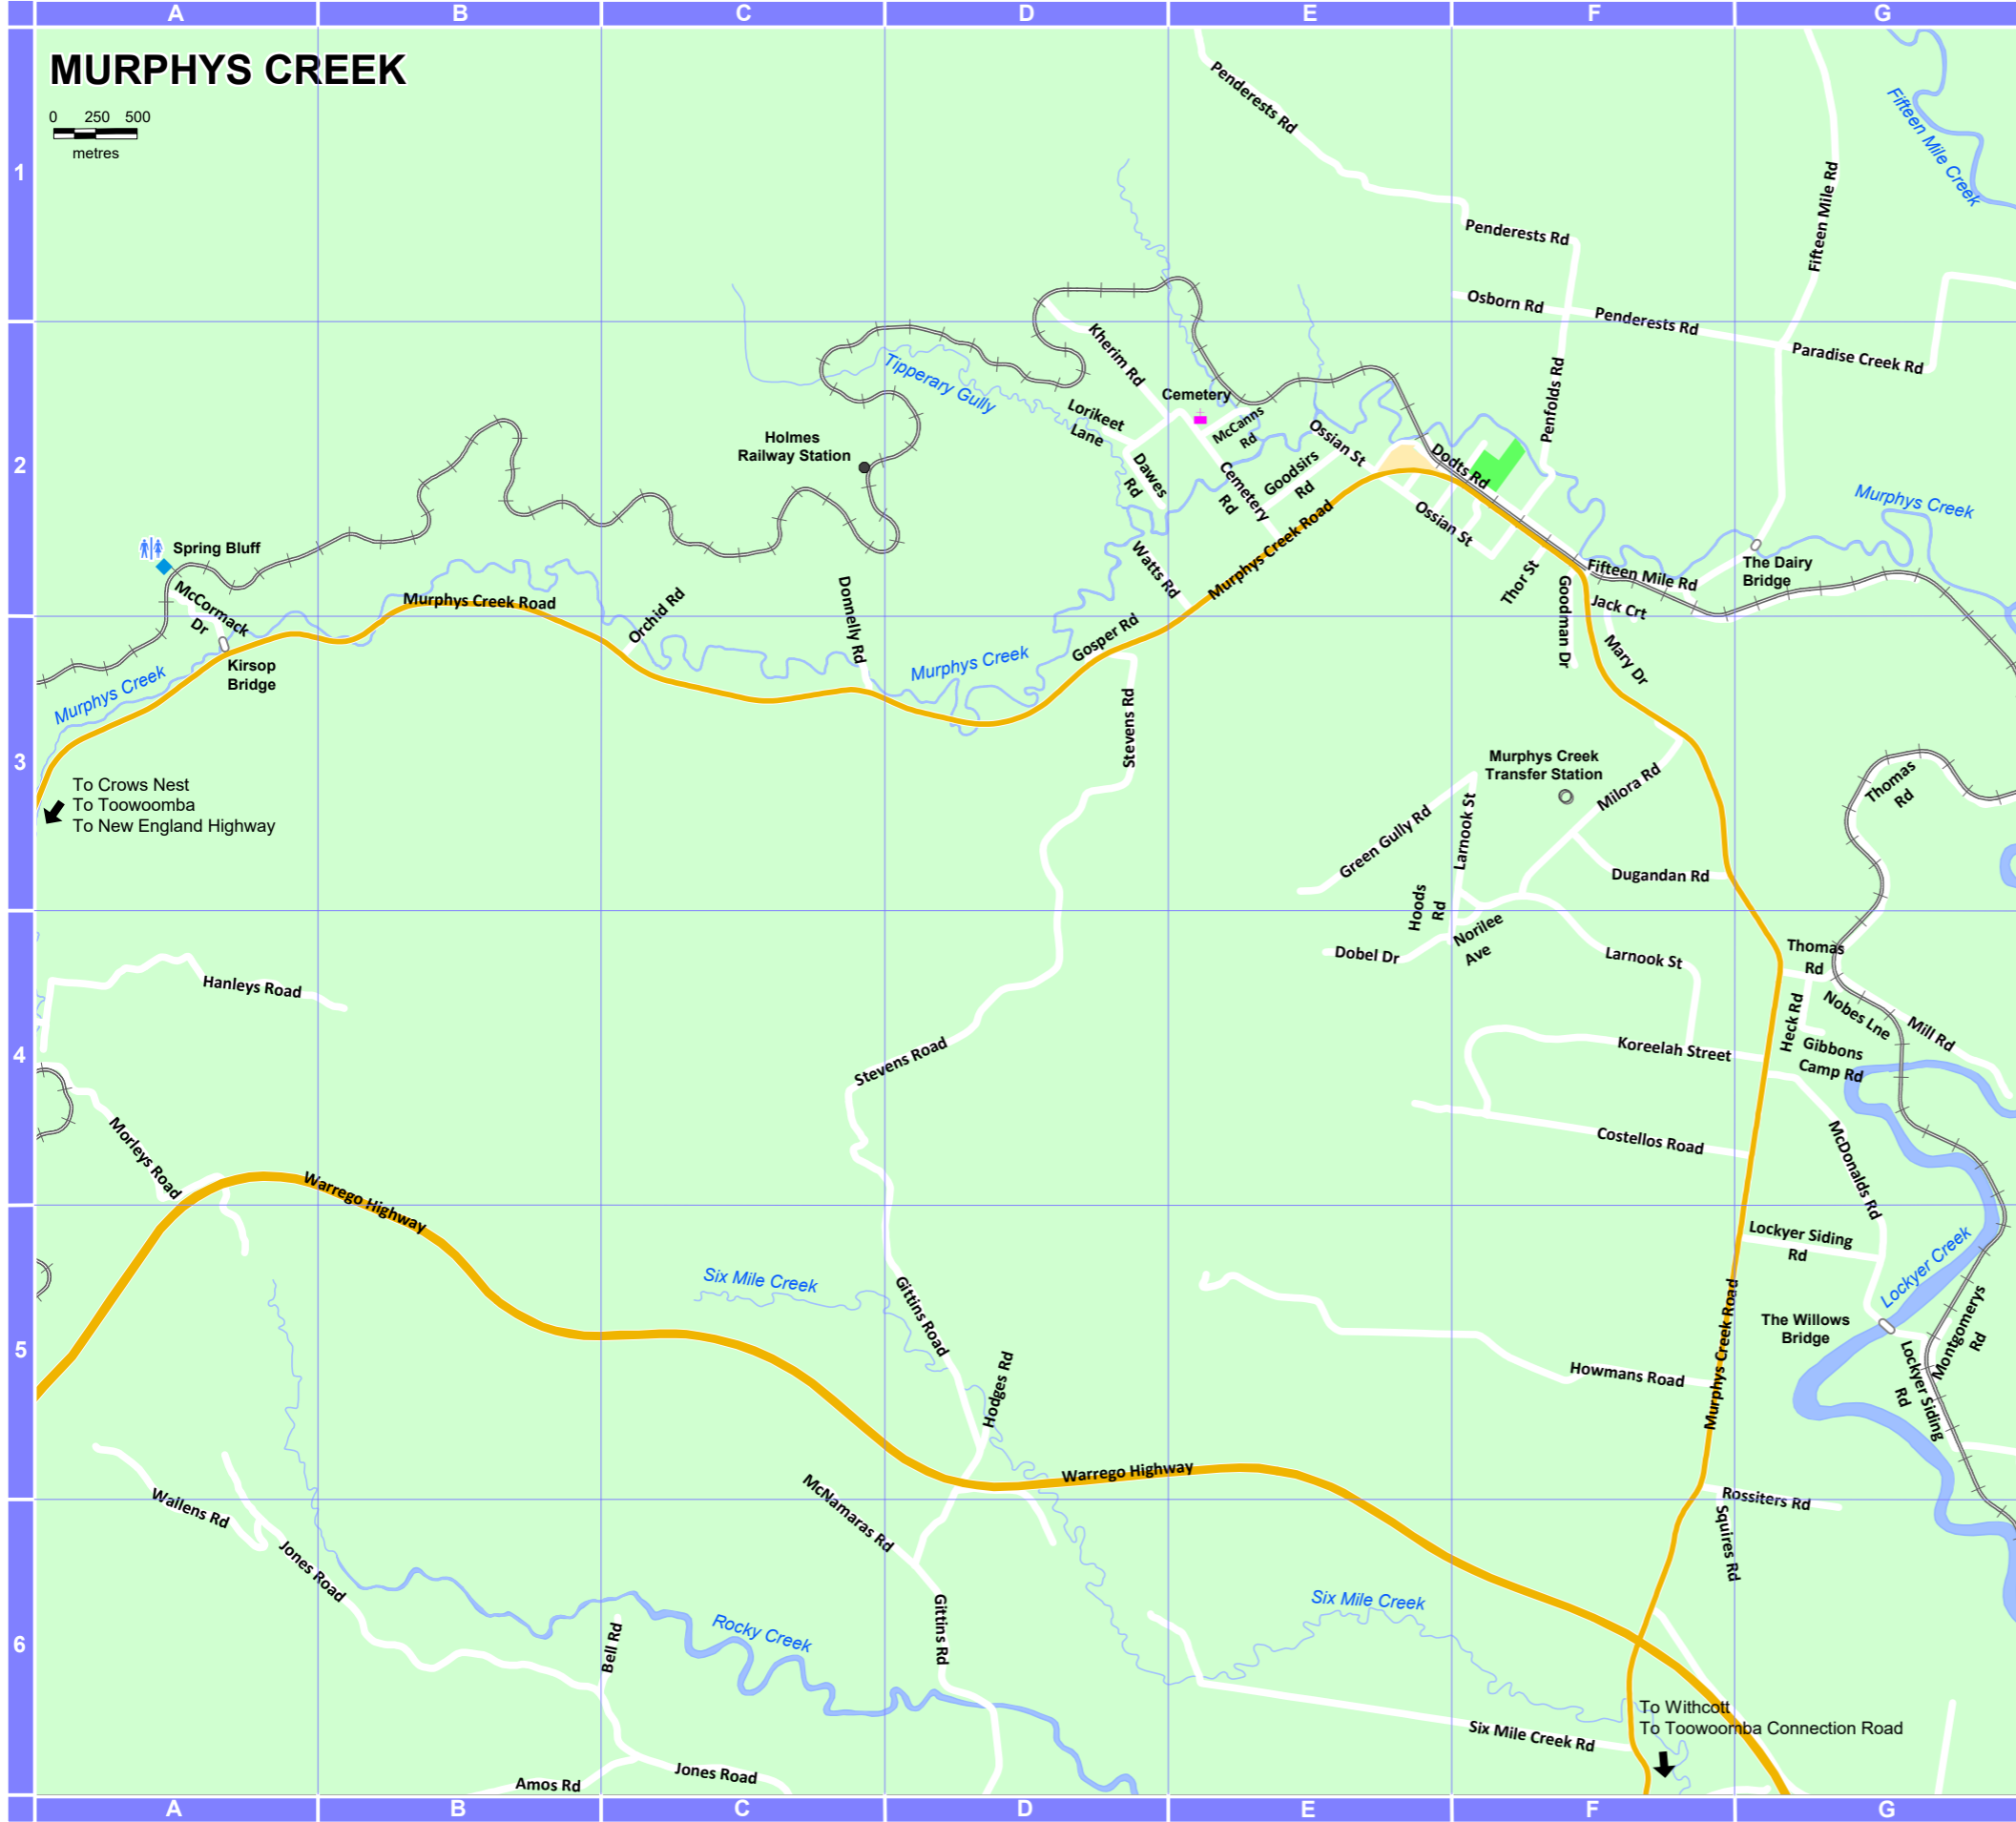 A B C D E F G
MURPHYS CREEK
0 250 500
metres
1
2
3
4
5
6
Penderests Rd
Fifteen Mile Creek
Fifteen Mile Rd
Penderests Rd
Osborn Rd
Penderests Rd
Paradise Creek Rd
Kherim Rd
Tipperary Gully
Cemetery
Lorikeet
Lane
McCanns
Rd
Ossian St
Penfolds Rd
Holmes
Railway Station
Dawes
Rd
Cemetery
Rd
Goodsirs
Rd
Dodts Rd
Murphys Creek
Ossian St
Murphys Creek Road
Spring Bluff
McCormack
Dr
Watts Rd
Thor St
Goodman Dr
Fifteen Mile Rd
The Dairy
Bridge
Jack Crt
Murphys Creek Road
Orchid Rd
Donnelly Rd
Gosper Rd
Mary Dr
Kirsop
Bridge
Murphys Creek
Murphys Creek
Stevens Rd
Murphys Creek
Transfer Station
Milora Rd
Thomas
Rd
To Crows Nest
To Toowoomba
To New England Highway
Green Gully Rd
Larnook St
Dugandan Rd
Hoods
Rd
Norilee
Ave
Dobel Dr
Larnook St
Thomas
Rd
Hanleys Road
Heck Rd
Nobes Lne
Mill Rd
Gibbons
Camp Rd
Koreelah Street
Stevens Road
Morleys Road
Costellos Road
McDonalds Rd
Warrego Highway
Lockyer Siding
Rd
Lockyer Creek
Six Mile Creek
Gittins Road
Murphys Creek Road
The Willows
Bridge
Montgomerys
Rd
Lockyer Siding
Rd
Hodges Rd
Howmans Road
Warrego Highway
McNamaras Rd
Wailens Rd
Rossiters Rd
Squires Rd
Jones Road
Rocky Creek
Bell Rd
Gittins Rd
Six Mile Creek
To Withcott
To Toowoomba Connection Road
Six Mile Creek Rd
Jones Road
Amos Rd
1
2
3
4
5
6
A B C D E F G